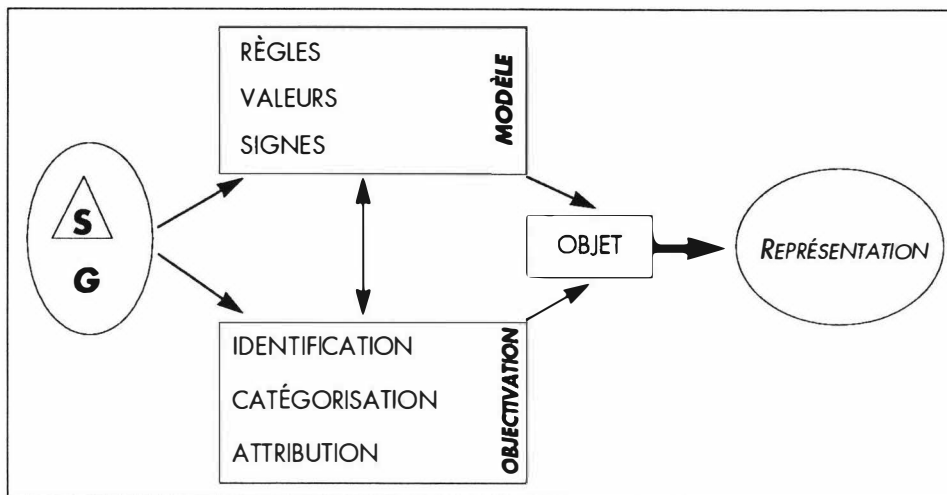 RÈGLES
VALEURS
SIGNES
MODÈLE
S
G
OBJET
REPRÉSENTATION
IDENTIFICATION
CATÉGORISATION
ATTRIBUTION
OBJECTIVATION